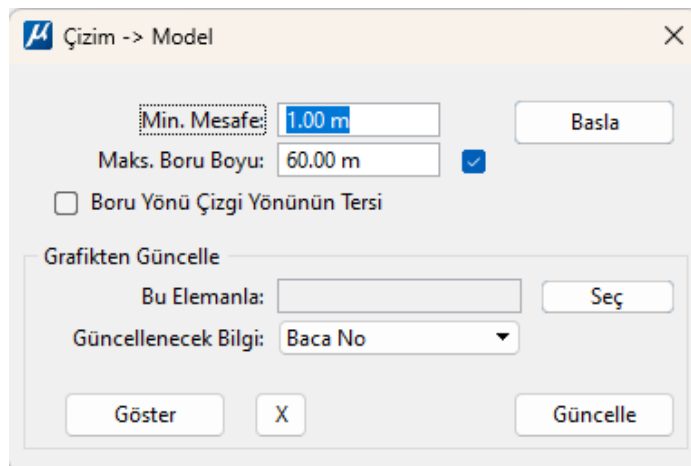 Çizim -> Model
Min. Mesafe: 1.00 m Basla
Maks. Boru Boyu: 60.00 m
Boru Yönü Çizgi Yönünün Tersi
Grafikten Güncelle
Bu Elemanla: Seç
Güncellenecek Bilgi: Baca No
Göster X Güncelle